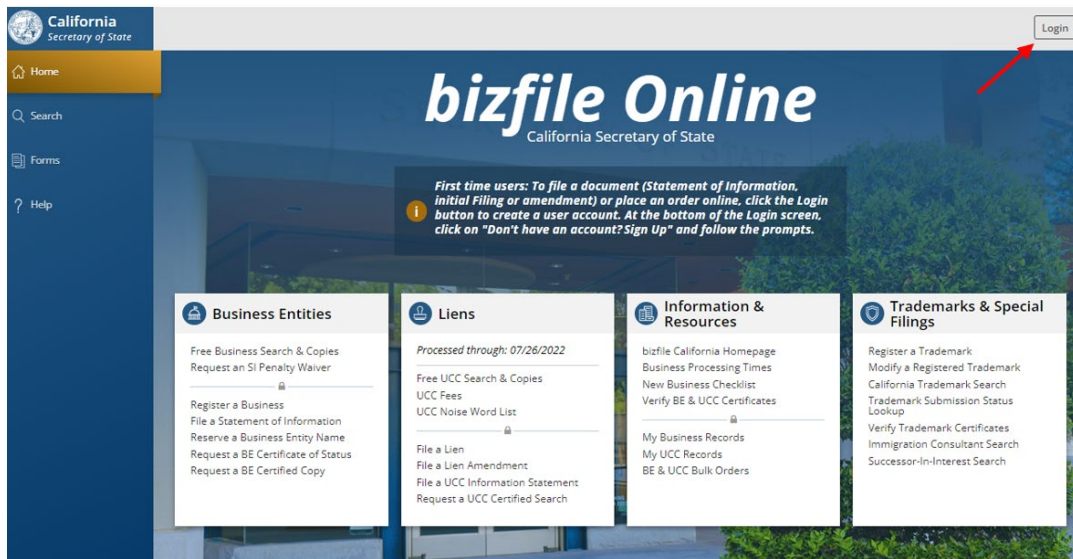 California
Secretary of State
Login
Home
Search
Forms
? Help
bizfile Online
California Secretary of State
First time users: To file a document (Statement of Information,
initial Filing or amendment) or place an order online, click the Login
button to create a user account. At the bottom of the Login screen,
click on "Don't have an account? Sign Up" and follow the prompts.
Business Entities
Free Business Search & Copies
Request an SI Penalty Waiver
Register a Business
File a Statement of Information
Reserve a Business Entity Name
Request a BE Certificate of Status
Request a BE Certified Copy
Liens
Processed through: 07/26/2022
Free UCC Search & Copies
UCC Fees
UCC Noise Word List
File a Lien
File a Lien Amendment
File a UCC Information Statement
Request a UCC Certified Search
Information &
Resources
bizfile California Homepage
Business Processing Times
New Business Checklist
Verify BE & UCC Certificates
My Business Records
My UCC Records
BE & UCC Bulk Orders
Trademarks & Special
Filings
Register a Trademark
Modify a Registered Trademark
California Trademark Search
Trademark Submission Status
Lookup
Verify Trademark Certificates
Immigration Consultant Search
Successor-In-Interest Search